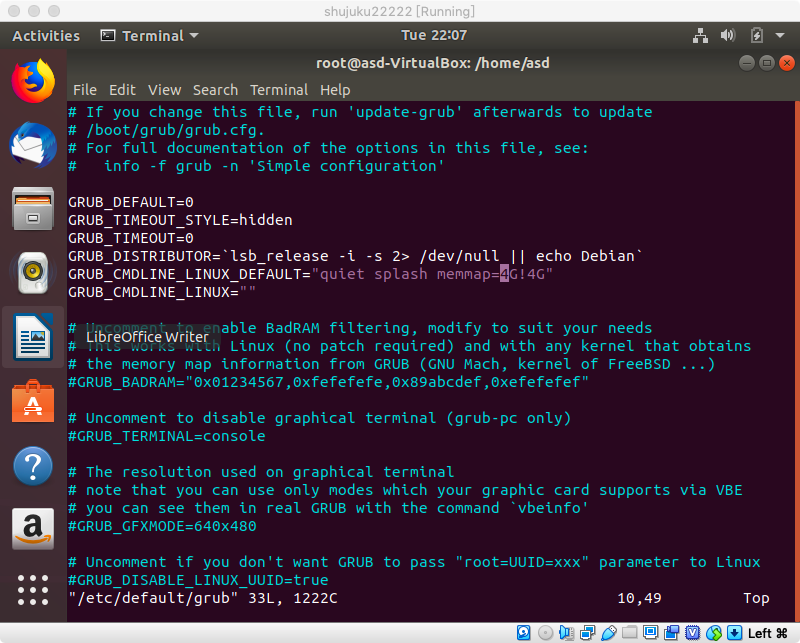 shujuku22222 [Running]
Activities Terminal Tue 22:07
root@asd-VirtualBox: /home/asd
File Edit View Search Terminal Help
# If you change this file, run 'update-grub' afterwards to update
# /boot/grub/grub.cfg.
# For full documentation of the options in this file, see:
#   info -f grub -n 'Simple configuration'
GRUB_DEFAULT=0
GRUB_TIMEOUT_STYLE=hidden
GRUB_TIMEOUT=0
GRUB_DISTRIBUTOR=`lsb_release -i -s 2> /dev/null || echo Debian`
GRUB_CMDLINE_LINUX_DEFAULT="quiet splash memmap=4G!4G"
GRUB_CMDLINE_LINUX=""
# Uncomment to enable BadRAM filtering, modify to suit your needs
LibreOffice Writer
# This works with Linux (no patch required) and with any kernel that obtains
# the memory map information from GRUB (GNU Mach, kernel of FreeBSD ...)
#GRUB_BADRAM="0x01234567,0xfefefefe,0x89abcdef,0xefefefef"
# Uncomment to disable graphical terminal (grub-pc only)
#GRUB_TERMINAL=console
# The resolution used on graphical terminal
# note that you can use only modes which your graphic card supports via VBE
# you can see them in real GRUB with the command `vbeinfo'
#GRUB_GFXMODE=640x480
# Uncomment if you don't want GRUB to pass "root=UUID=xxx" parameter to Linux
#GRUB_DISABLE_LINUX_UUID=true
"/etc/default/grub" 33L, 1222C 10,49 Top
Left ⌘